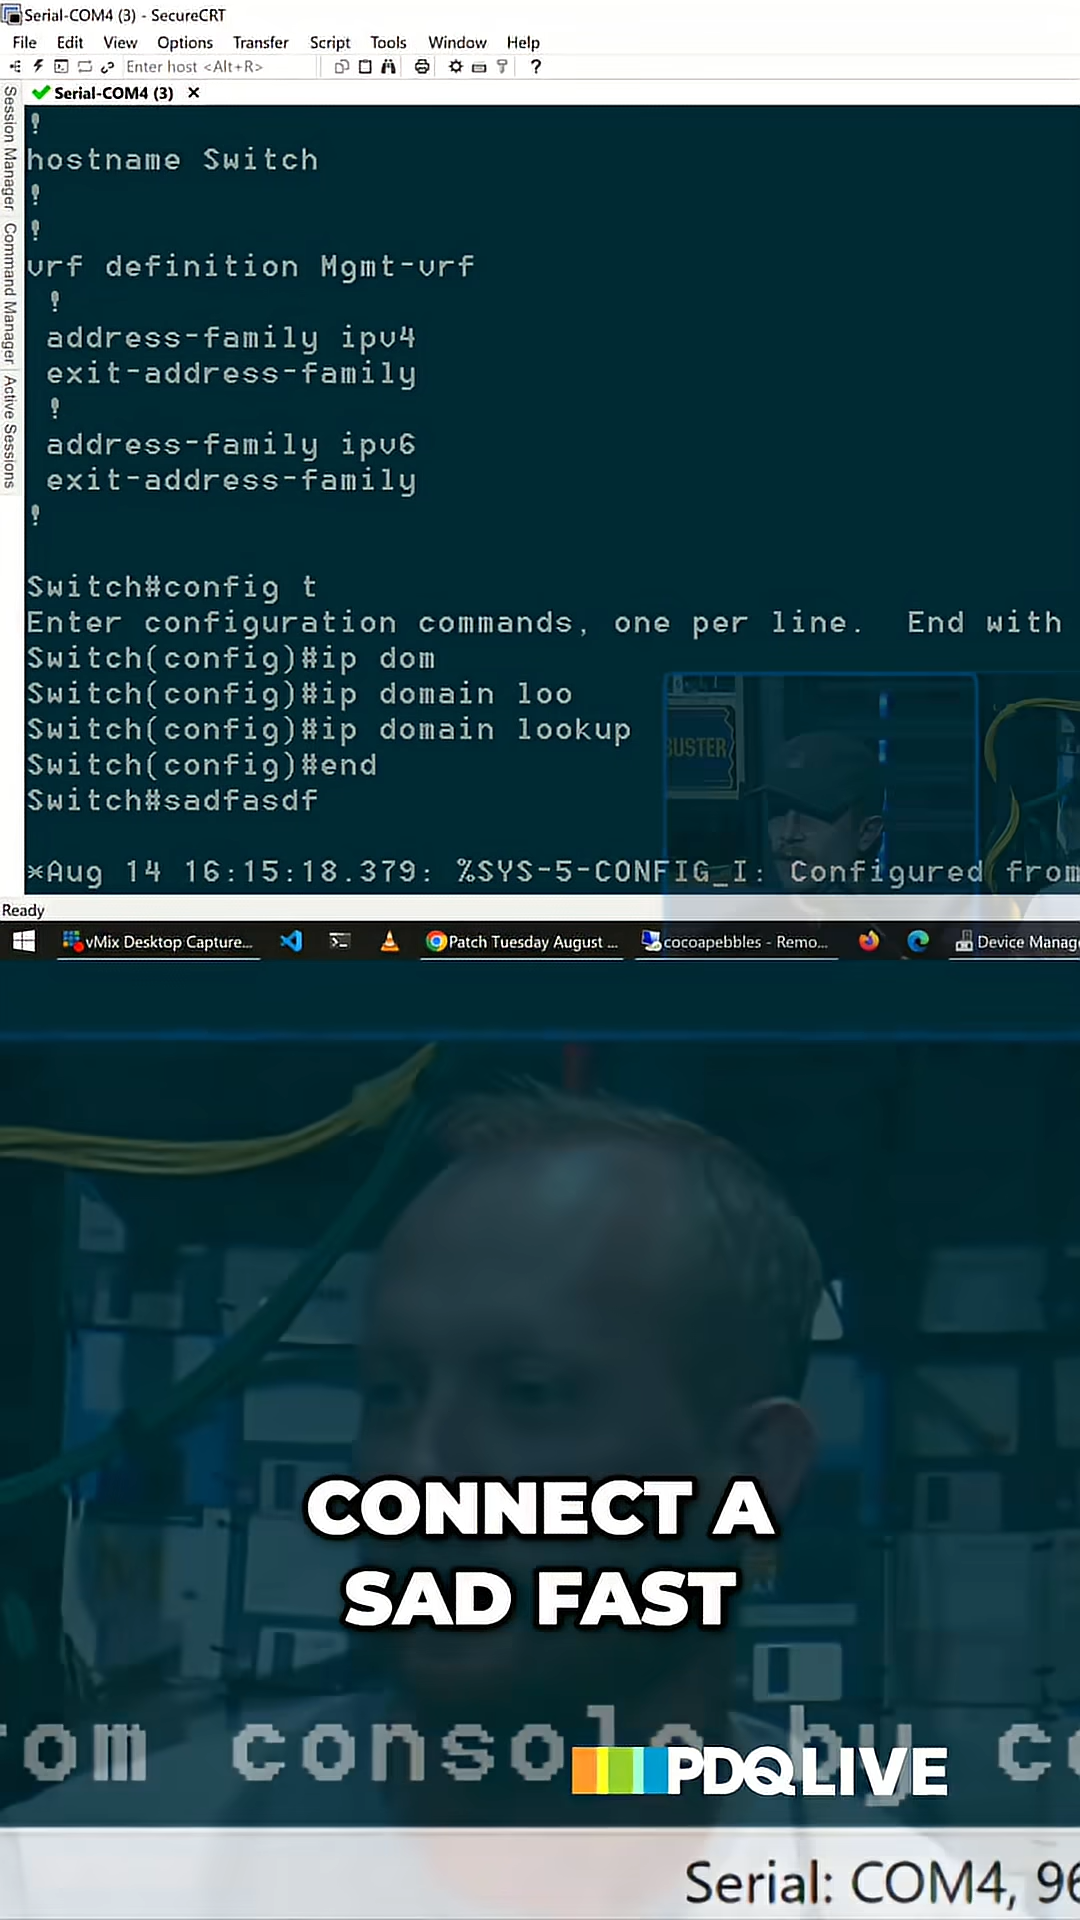 Serial-COM4 (3) - SecureCRT
File Edit View Options Transfer Script Tools Window Help
Enter host <Alt+R>
Serial-COM4 (3)
Session Manager
Command Manager
Active Sessions
!
hostname Switch
!
!
vrf definition Mgmt-vrf
!
address-family ipv4
exit-address-family
!
address-family ipv6
exit-address-family
!
Switch#config t
Enter configuration commands, one per line. End with
Switch(config)#ip dom
Switch(config)#ip domain loo
Switch(config)#ip domain lookup
Switch(config)#end
Switch#sadfasdf
*Aug 14 16:15:18.379: %SYS-5-CONFIG_I: Configured from
BUSTER
Ready
vMix Desktop Capture... Patch Tuesday August ... cocoapebbles - Remo... Device Manag
CONNECT A
SAD FAST
om console by co
PDQ LIVE
Serial: COM4, 96